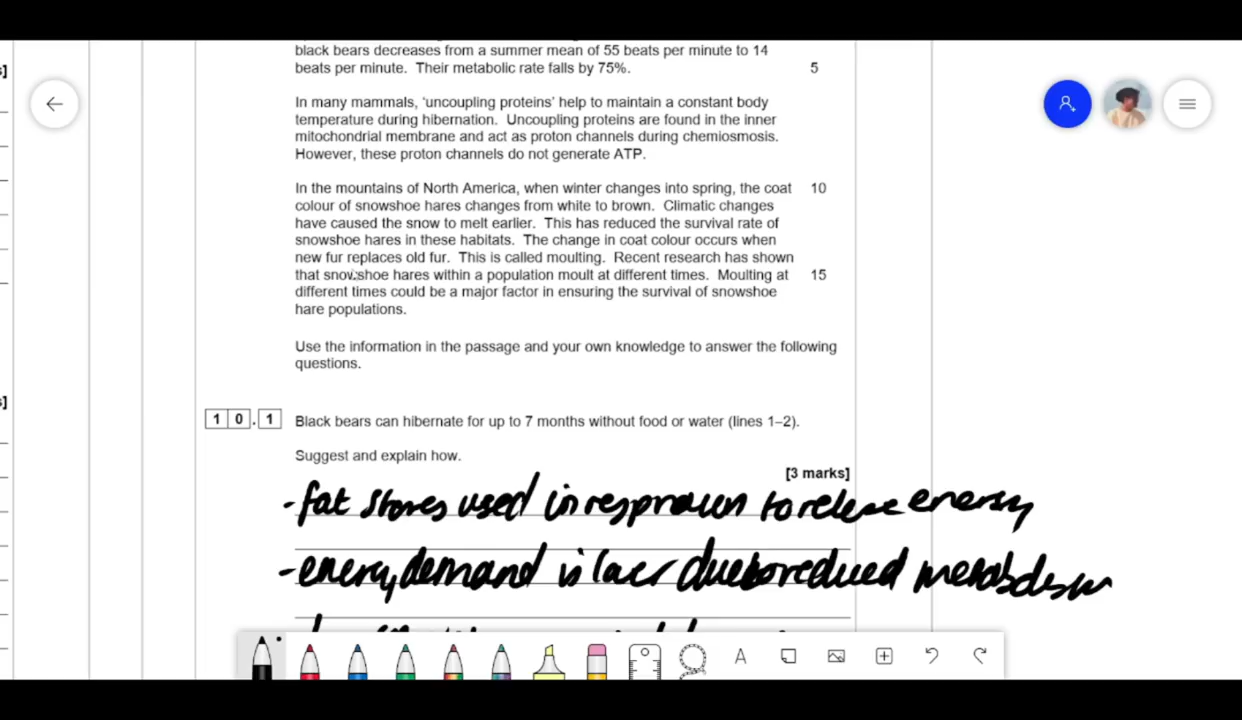 s]
black bears decreases from a summer mean of 55 beats per minute to 14
beats per minute. Their metabolic rate falls by 75%. 5
In many mammals, ‘uncoupling proteins’ help to maintain a constant body
temperature during hibernation. Uncoupling proteins are found in the inner
mitochondrial membrane and act as proton channels during chemiosmosis.
However, these proton channels do not generate ATP.
In the mountains of North America, when winter changes into spring, the coat 10
colour of snowshoe hares changes from white to brown. Climatic changes
have caused the snow to melt earlier. This has reduced the survival rate of
snowshoe hares in these habitats. The change in coat colour occurs when
new fur replaces old fur. This is called moulting. Recent research has shown
that snowshoe hares within a population moult at different times. Moulting at 15
different times could be a major factor in ensuring the survival of snowshoe
hare populations.
Use the information in the passage and your own knowledge to answer the following
questions.
s]
1 0 . 1 Black bears can hibernate for up to 7 months without food or water (lines 1–2).
Suggest and explain how.
[3 marks]
- fat stores used in respiration to release energy
- energy demand is lower due to reduced metabolism
A